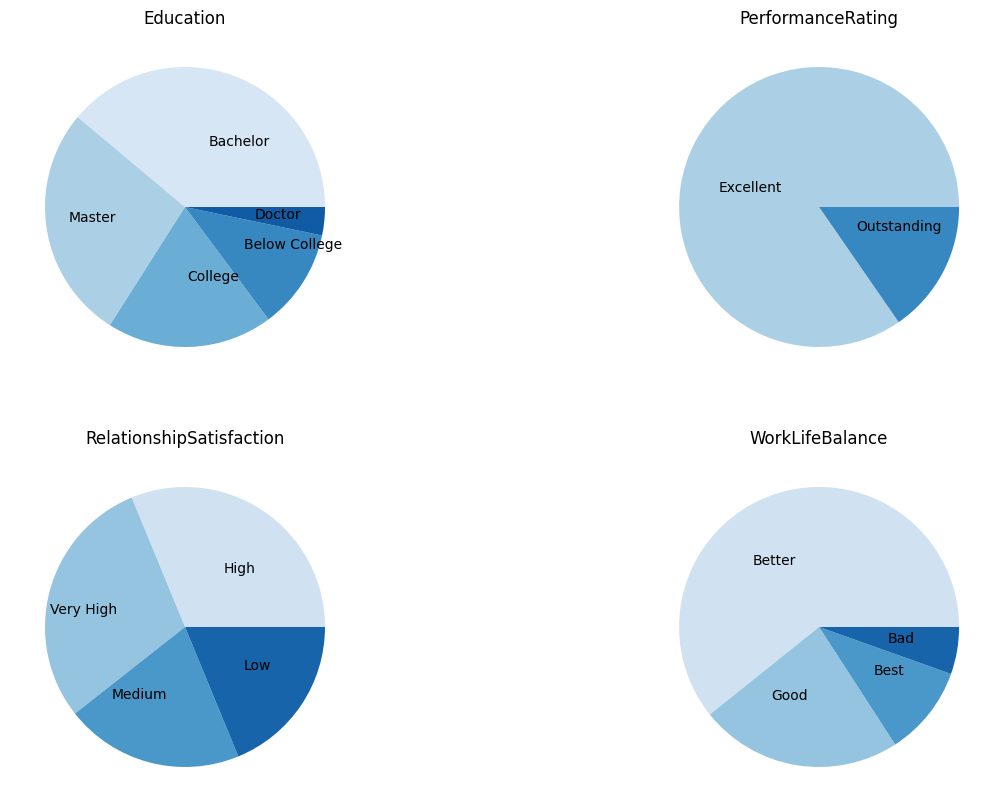 Education
Bachelor
Master
Doctor
Below College
College
PerformanceRating
Excellent
Outstanding
RelationshipSatisfaction
High
Very High
Low
Medium
WorkLifeBalance
Better
Bad
Best
Good